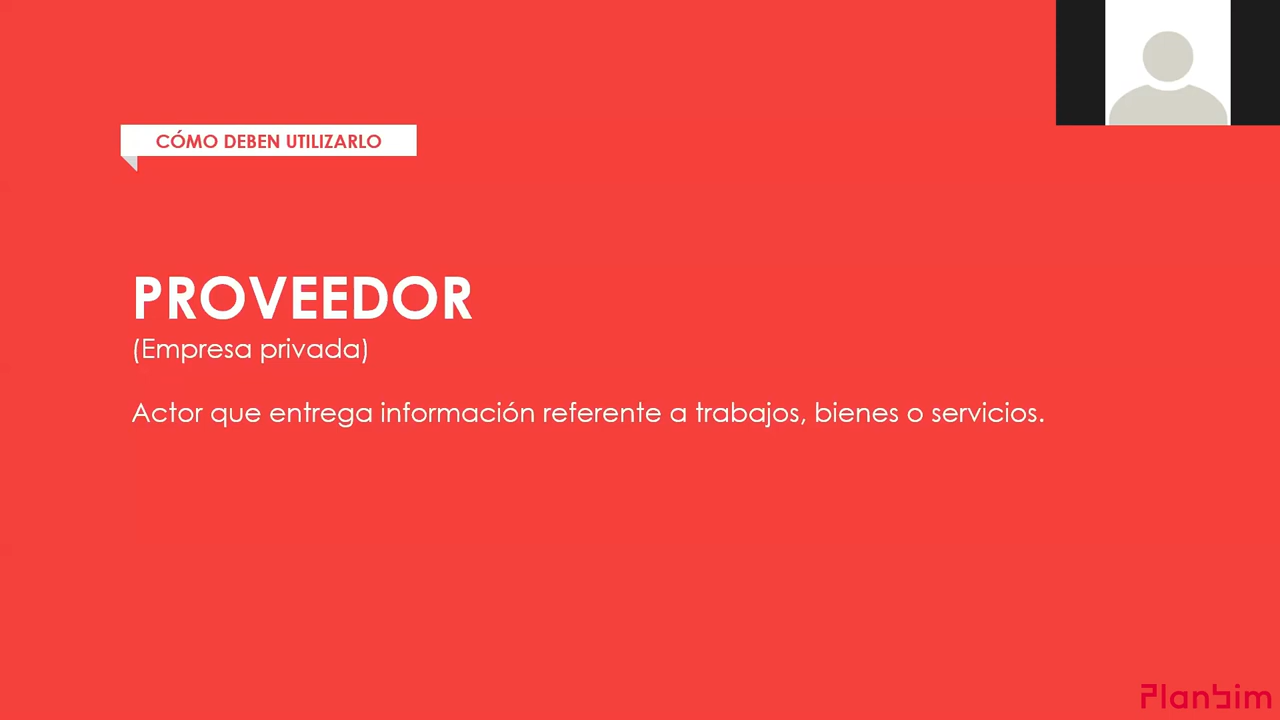 CÓMO DEBEN UTILIZARLO
PROVEEDOR
(Empresa privada)
Actor que entrega información referente a trabajos, bienes o servicios.
Planbim